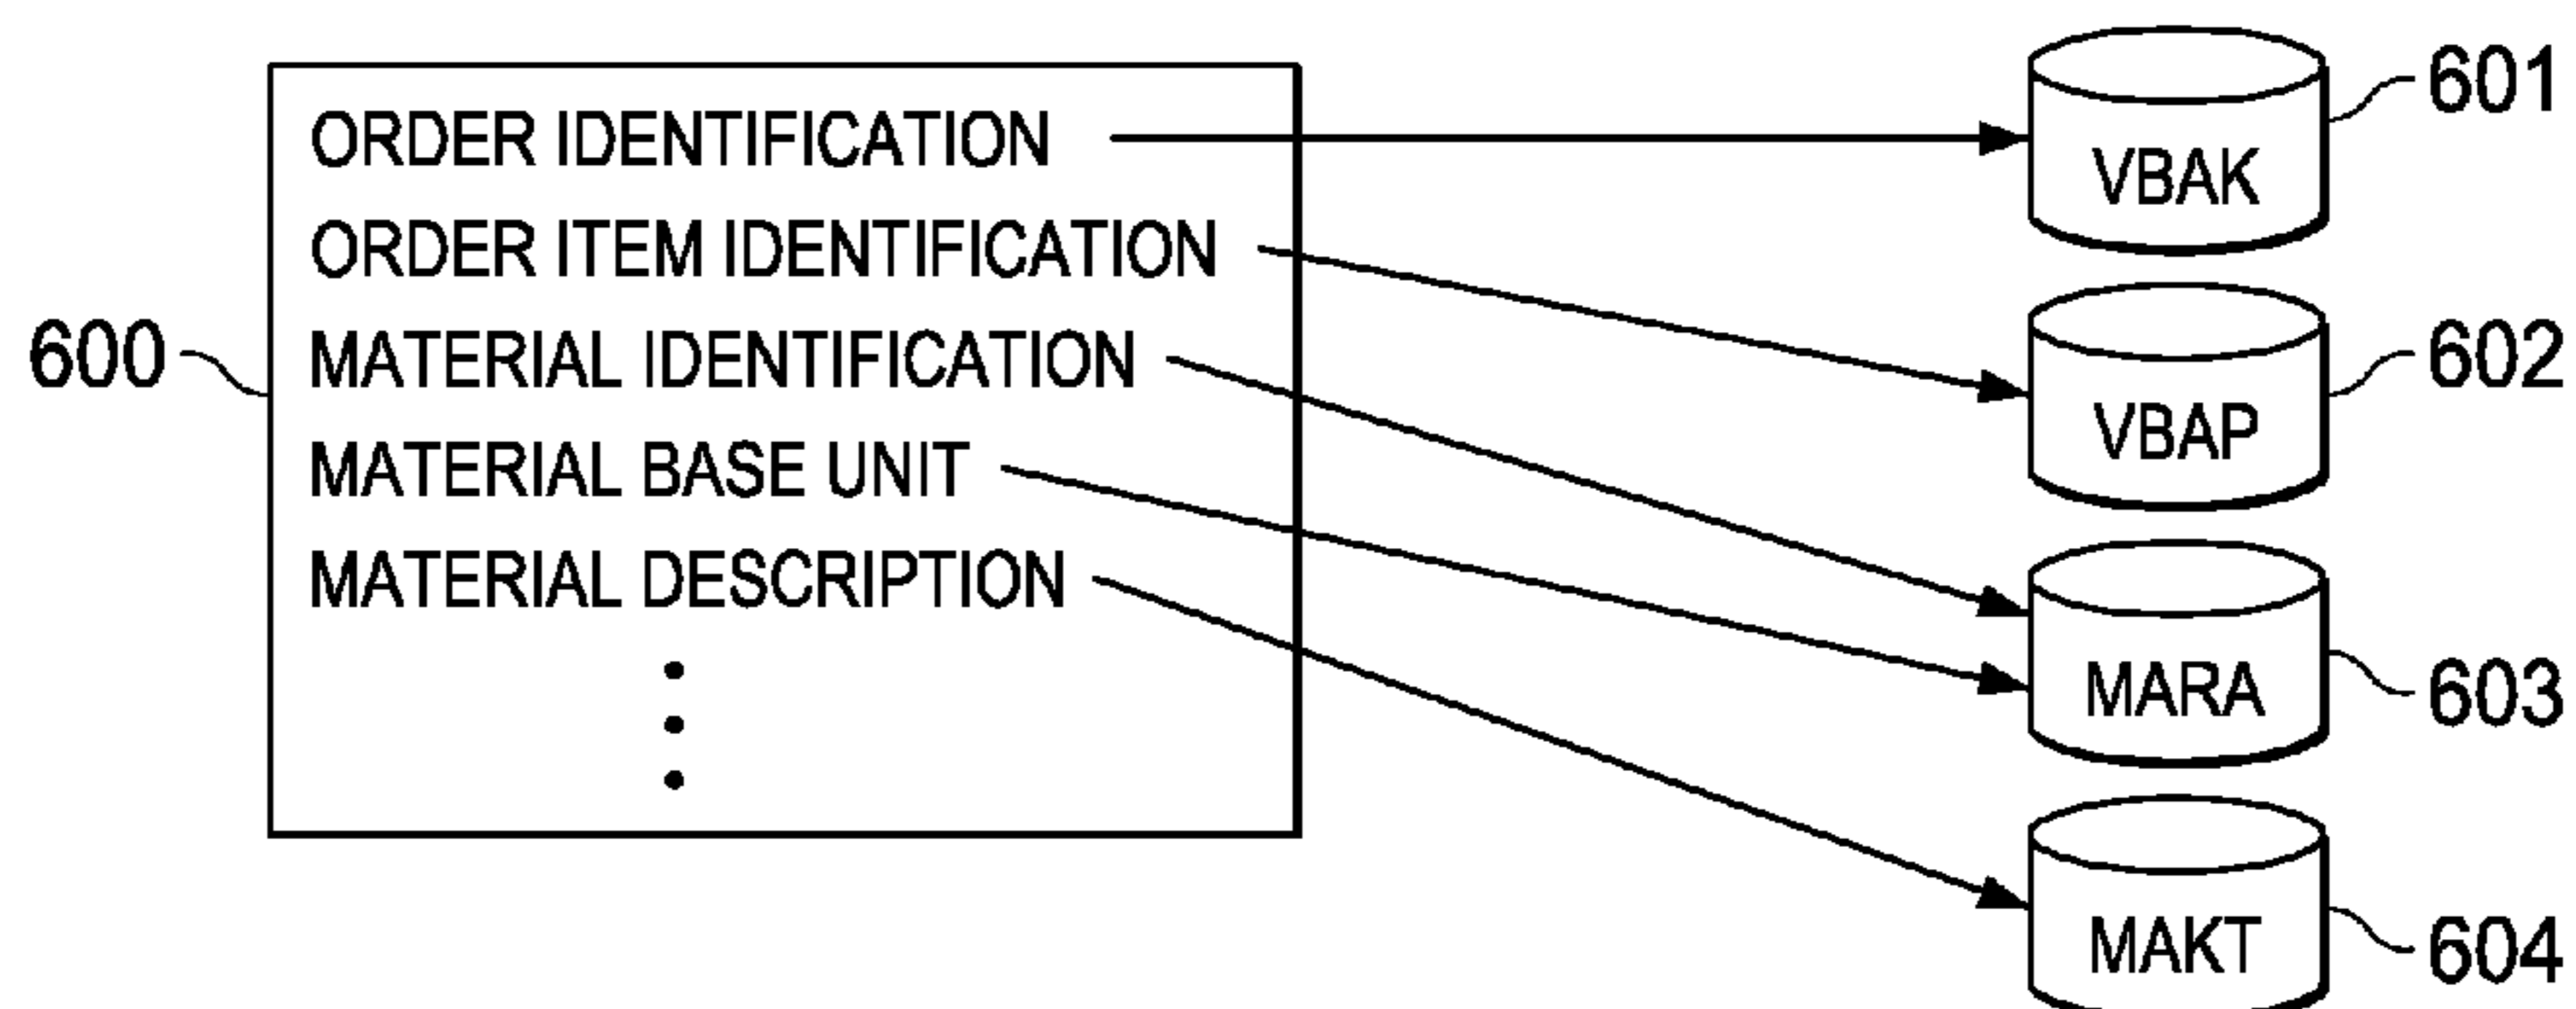 600
ORDER IDENTIFICATION
ORDER ITEM IDENTIFICATION
MATERIAL IDENTIFICATION
MATERIAL BASE UNIT
MATERIAL DESCRIPTION
VBAK
601
VBAP
602
MARA
603
MAKT
604